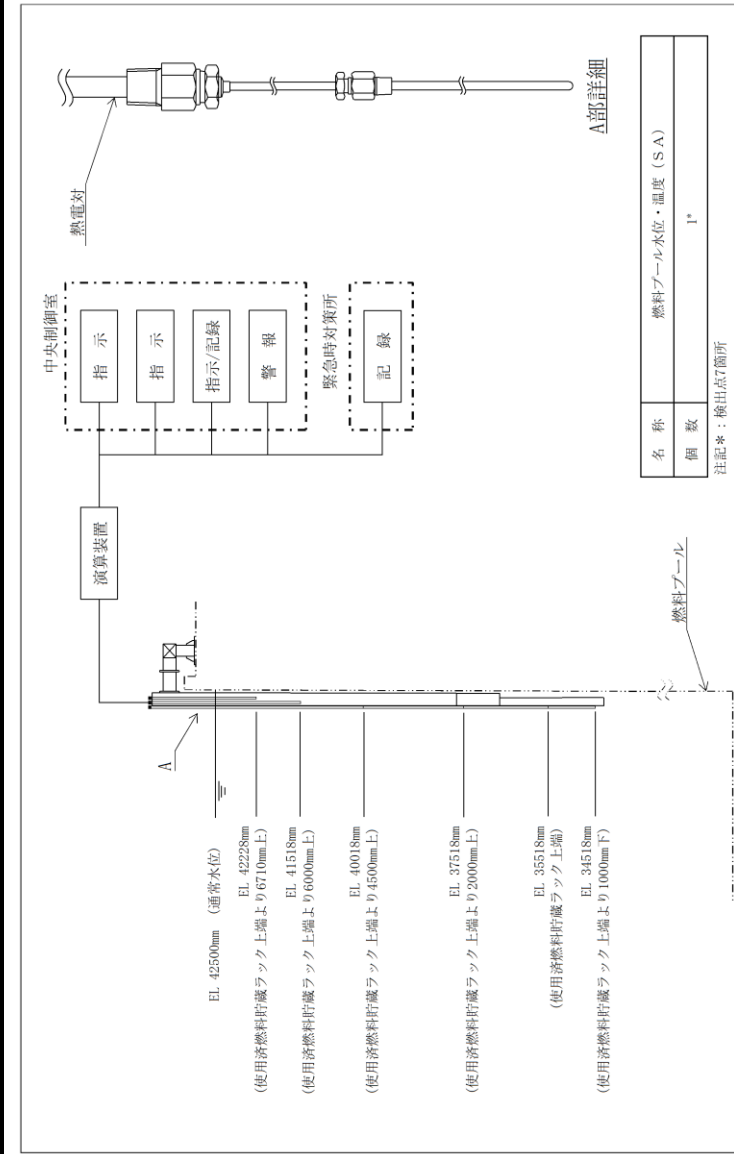 中央制御室
指 示
指 示
指示/記録
警 報
緊急時対策所
記 録
演算装置
熱電対
A部詳細
A
EL 42500mm (通常水位)
EL 42228mm
(使用済燃料貯蔵ラック上端より6710mm上)
EL 41518mm
(使用済燃料貯蔵ラック上端より6000mm上)
EL 40018mm
(使用済燃料貯蔵ラック上端より4500mm上)
EL 37518mm
(使用済燃料貯蔵ラック上端より2000mm上)
EL 35518mm
(使用済燃料貯蔵ラック上端)
EL 34518mm
(使用済燃料貯蔵ラック上端より1000mm下)
燃料プール
名 称 燃料プール水位・温度(SA)
個 数 1*
注記*:検出点7箇所